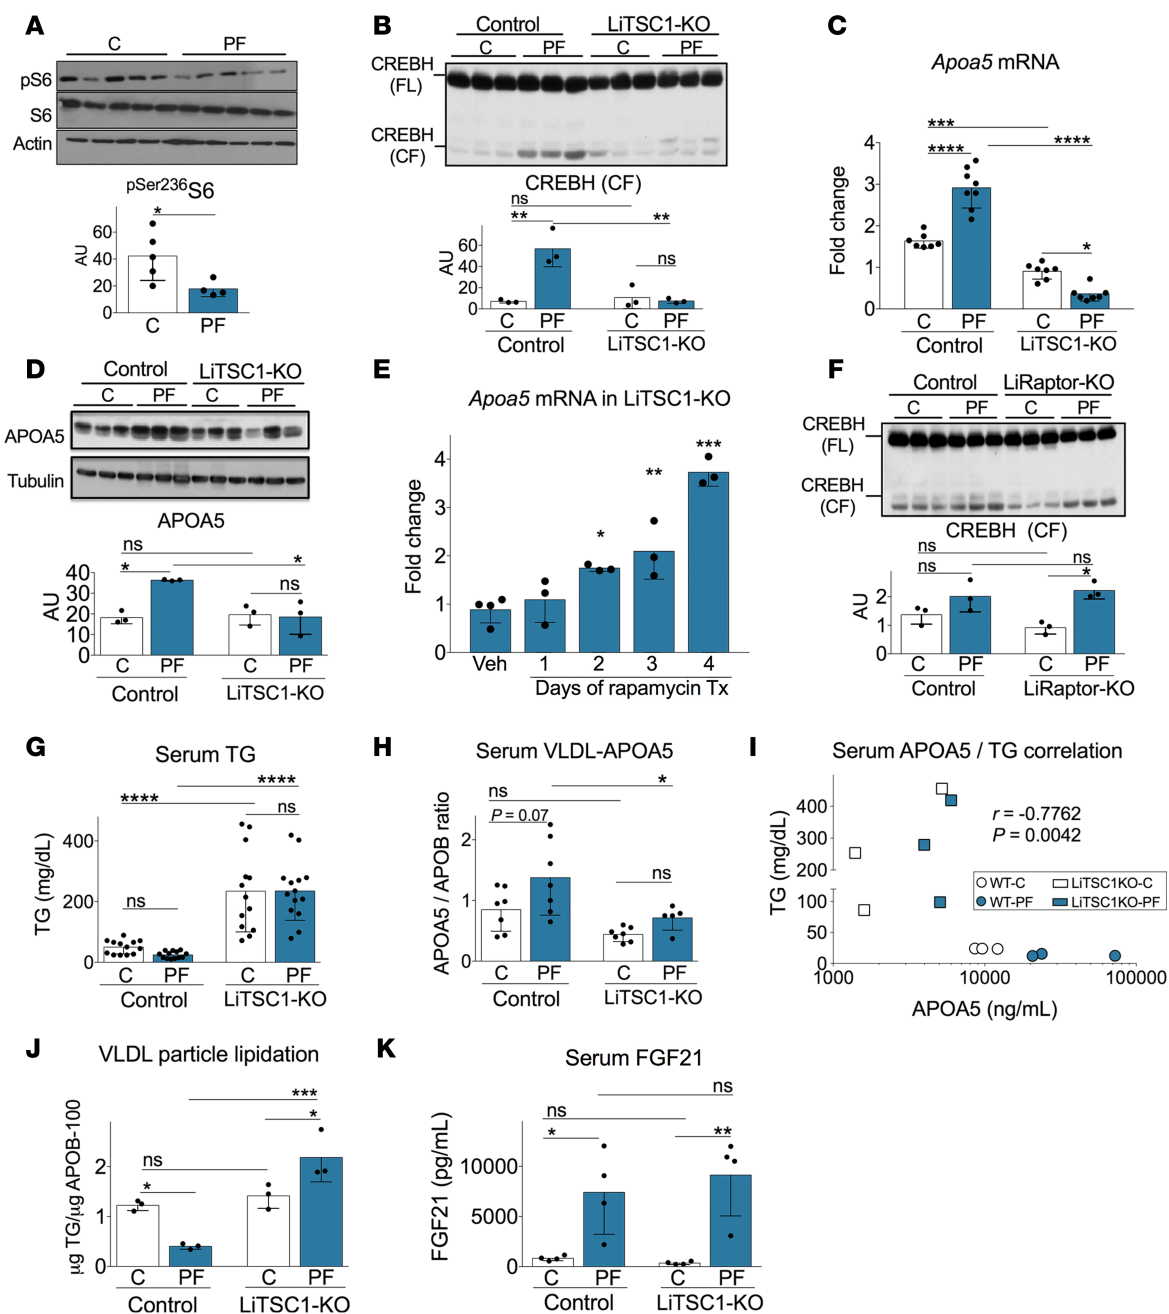 A
C PF
pS6
S6
Actin
pSer236S6
*
AU
60
40
20
0
C PF
B
Control LiTSC1-KO
C PF C PF
CREBH
(FL)
CREBH
(CF)
CREBH (CF)
ns
** **
ns
AU
60
40
20
0
C PF C PF
Control LiTSC1-KO
C
Apoa5 mRNA
***
**** ****
*
Fold change
4
3
2
1
0
C PF C PF
Control LiTSC1-KO
D
Control LiTSC1-KO
C PF C PF
APOA5
Tubulin
APOA5
ns
* *
ns
AU
40
30
20
10
0
C PF C PF
Control LiTSC1-KO
E
Apoa5 mRNA in LiTSC1-KO
***
**
*
Fold change
4
3
2
1
0
Veh 1 2 3 4
Days of rapamycin Tx
F
Control LiRaptor-KO
C PF C PF
CREBH
(FL)
CREBH
(CF)
CREBH (CF)
ns
ns ns
*
AU
2
1
0
C PF C PF
Control LiRaptor-KO
G
Serum TG
****
****
ns
ns
TG (mg/dL)
400
200
0
C PF C PF
Control LiTSC1-KO
H
Serum VLDL-APOA5
*
ns
P = 0.07
ns
APOA5 / APOB ratio
2
1
0
C PF C PF
Control LiTSC1-KO
I
Serum APOA5 / TG correlation
r = -0.7762
P = 0.0042
TG (mg/dL)
400
300
200
100
50
0
WT-C LiTSC1KO-C
WT-PF LiTSC1KO-PF
1000 10000 100000
APOA5 (ng/mL)
J
VLDL particle lipidation
***
*
ns
*
µg TG/µg APOB-100
2
1
0
C PF C PF
Control LiTSC1-KO
K
Serum FGF21
ns
ns
* **
FGF21 (pg/mL)
10000
5000
0
C PF C PF
Control LiTSC1-KO